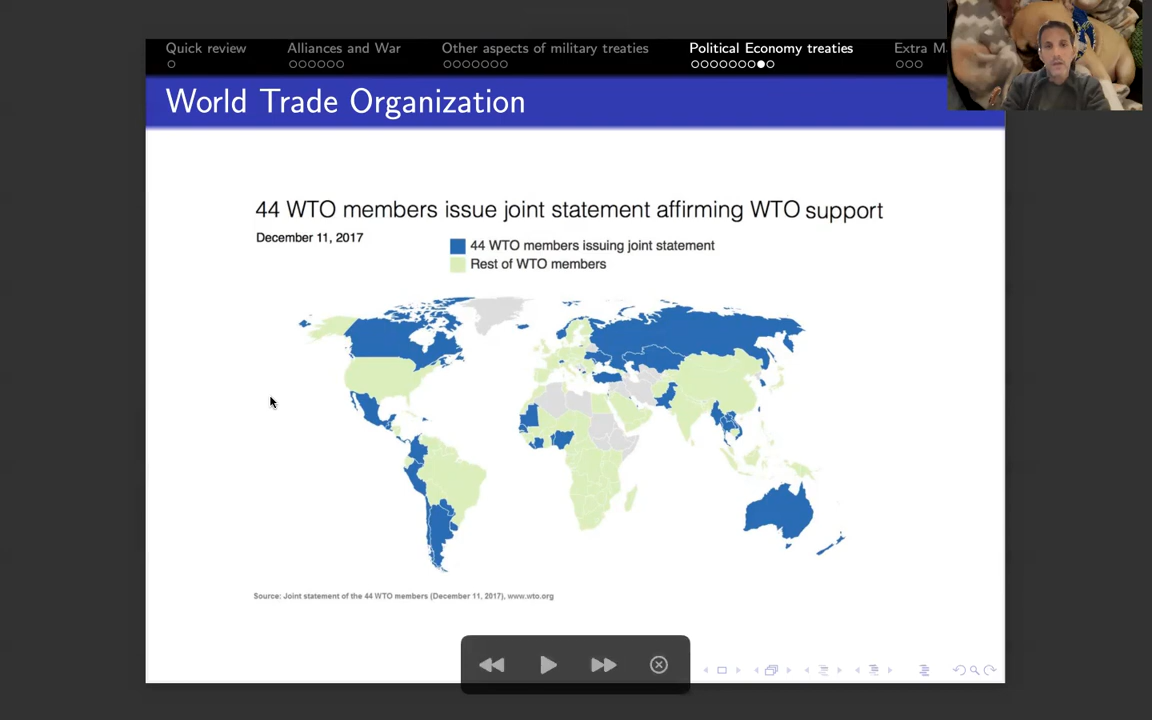 Quick review
Alliances and War
Other aspects of military treaties
Political Economy treaties
Extra M
World Trade Organization
44 WTO members issue joint statement affirming WTO support
December 11, 2017
44 WTO members issuing joint statement
Rest of WTO members
Source: Joint statement of the 44 WTO members (December 11, 2017), www.wto.org